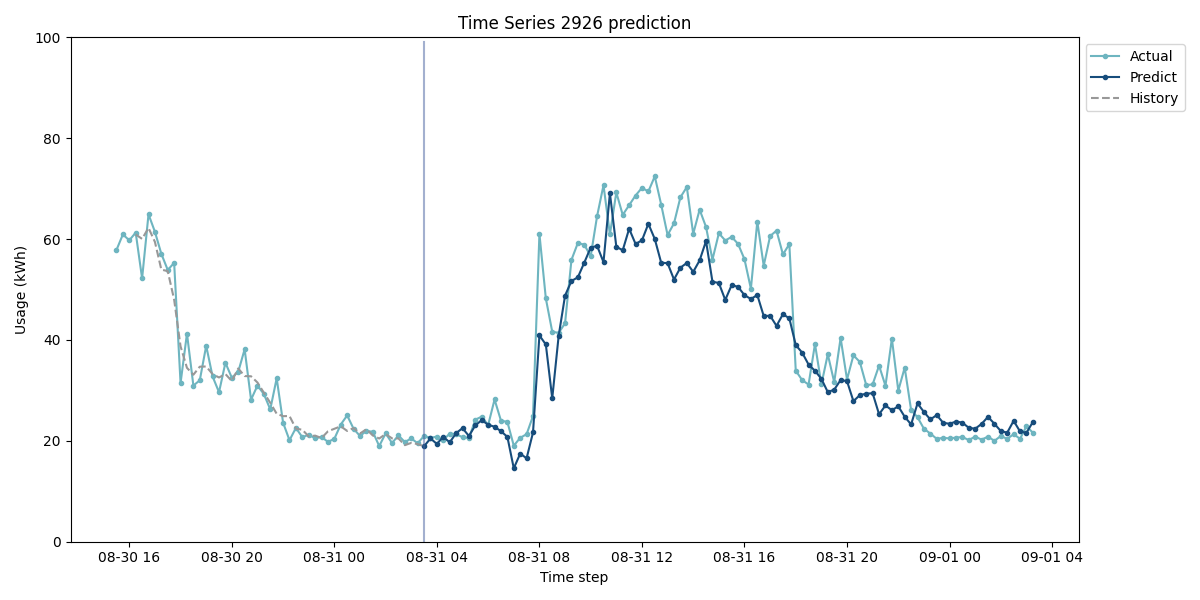 Time Series 2926 prediction
100
80
60
40
20
0
Usage (kWh)
08-30 16
08-30 20
08-31 00
08-31 04
08-31 08
08-31 12
08-31 16
08-31 20
09-01 00
09-01 04
Time step
Actual
Predict
History